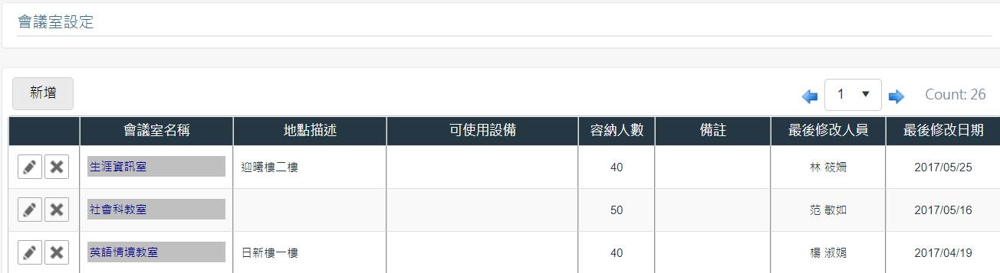 會議室設定
新增 1 Count: 26
會議室名稱 地點描述 可使用設備 容納人數 備註 最後修改人員 最後修改日期
生涯資訊室 迎曦樓二樓 40 林 筱姍 2017/05/25
社會科教室 50 范 敏如 2017/05/16
英語情境教室 日新樓一樓 40 楊 淑娟 2017/04/19